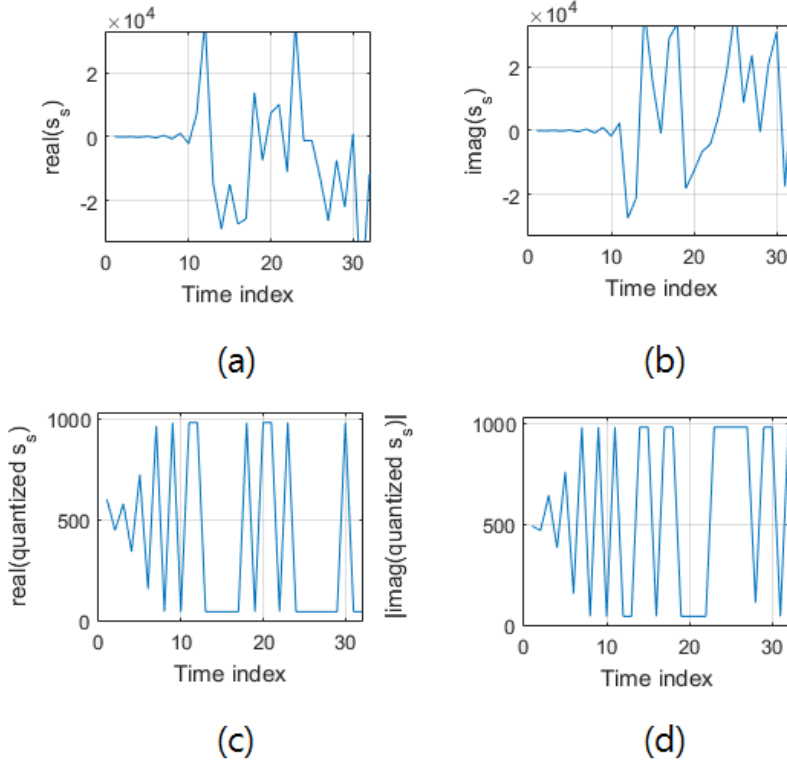 ×10⁴
2
0
-2
real(s_s)
0 10 20 30
Time index
(a)
×10⁴
2
0
-2
imag(s_s)
0 10 20 30
Time index
(b)
1000
500
0
real(quantized s_s)
0 10 20 30
Time index
(c)
1000
500
0
|imag(quantized s_s)|
0 10 20 30
Time index
(d)